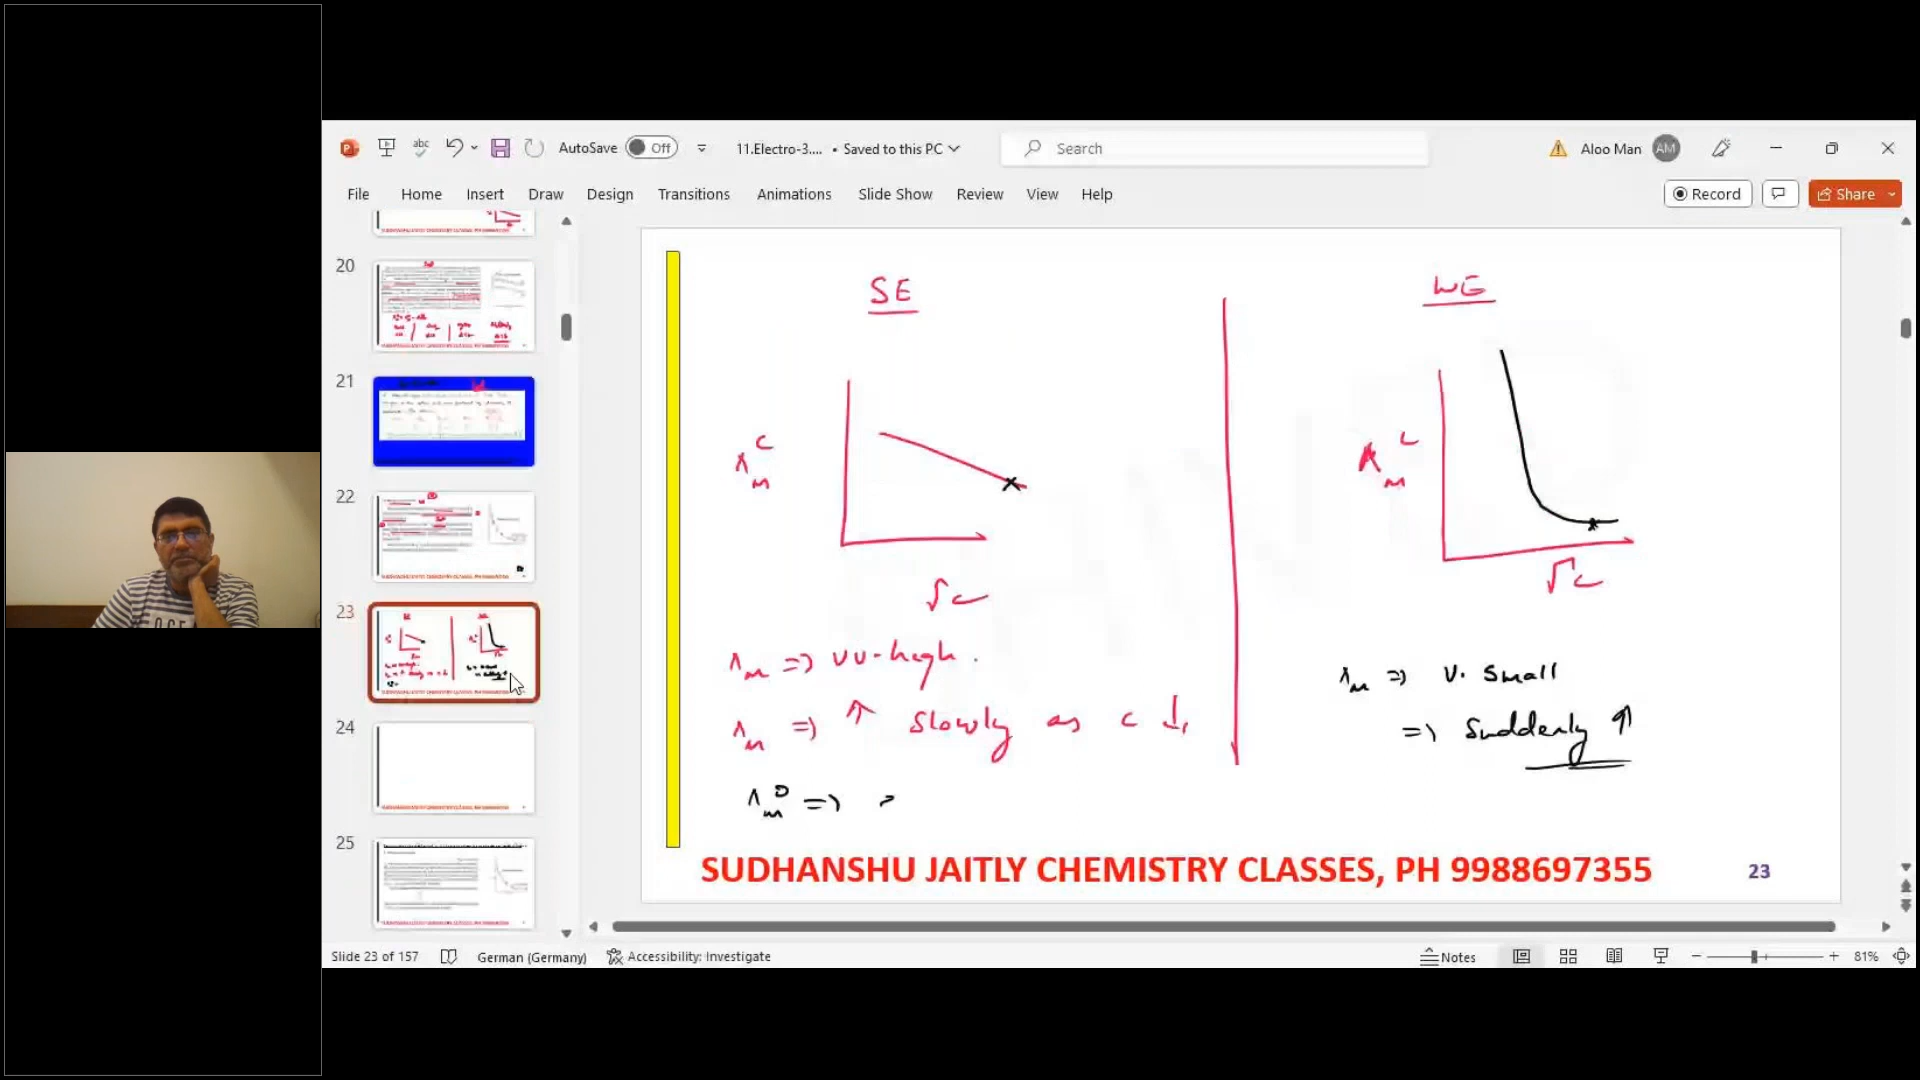 AutoSave Off 11.Electro-3.... • Saved to this PC Search Aloo Man AM
File Home Insert Draw Design Transitions Animations Slide Show Review View Help Record Share
20
21
22
23
24
25
SE
WE
Λm^c
√c
Λm^c
√c
Λm => vv.high.
Λm => ↑ slowly as c ↓,
Λm° =>
Λm => v. small
=> suddenly ↑
SUDHANSHU JAITLY CHEMISTRY CLASSES, PH 9988697355 23
Slide 23 of 157 German (Germany) Accessibility: Investigate Notes 81%